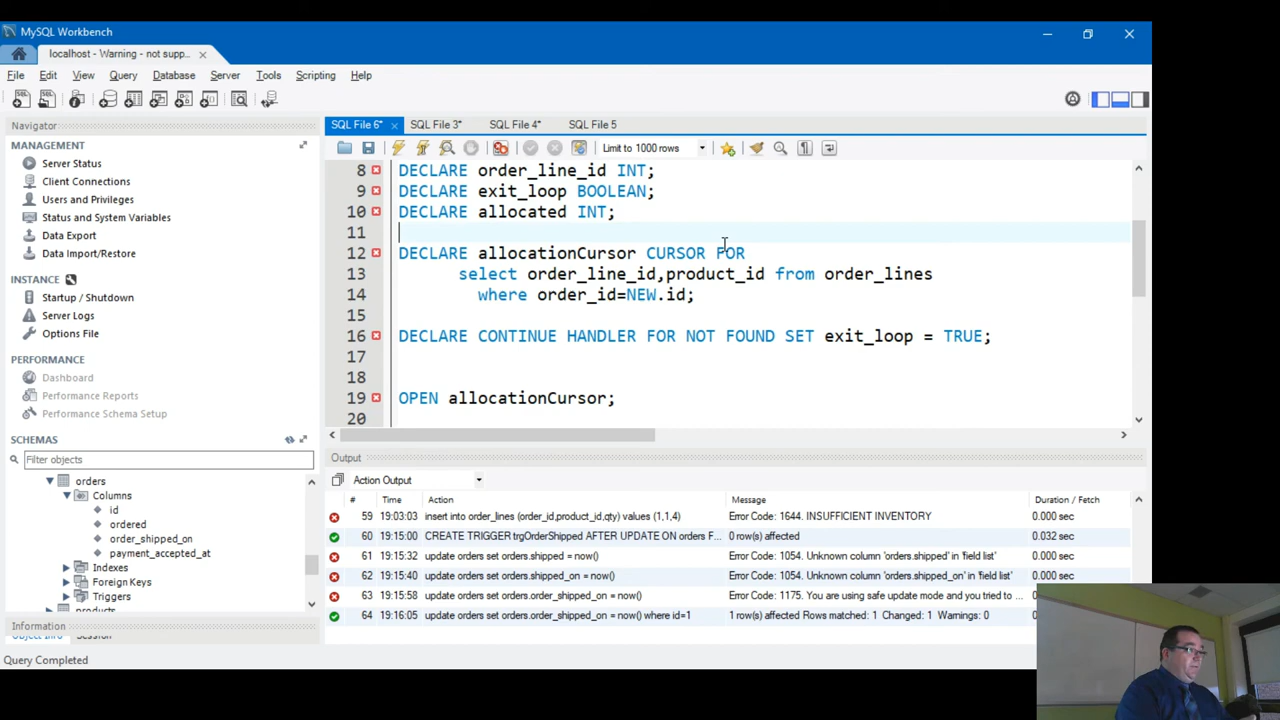 MySQL Workbench
localhost - Warning - not supp...
File Edit View Query Database Server Tools Scripting Help
Navigator
MANAGEMENT
Server Status
Client Connections
Users and Privileges
Status and System Variables
Data Export
Data Import/Restore
INSTANCE
Startup / Shutdown
Server Logs
Options File
PERFORMANCE
Dashboard
Performance Reports
Performance Schema Setup
SCHEMAS
Filter objects
orders
Columns
id
ordered
order_shipped_on
payment_accepted_at
Indexes
Foreign Keys
Triggers
products
Information
Object Info Session
Query Completed
SQL File 6* SQL File 3* SQL File 4* SQL File 5
Limit to 1000 rows
8 DECLARE order_line_id INT;
9 DECLARE exit_loop BOOLEAN;
10 DECLARE allocated INT;
11
12 DECLARE allocationCursor CURSOR FOR
13 select order_line_id,product_id from order_lines
14 where order_id=NEW.id;
15
16 DECLARE CONTINUE HANDLER FOR NOT FOUND SET exit_loop = TRUE;
17
18
19 OPEN allocationCursor;
20
Output
Action Output
# Time Action Message Duration / Fetch
59 19:03:03 insert into order_lines (order_id,product_id,qty) values (1,1,4) Error Code: 1644. INSUFFICIENT INVENTORY 0.000 sec
60 19:15:00 CREATE TRIGGER trgOrderShipped AFTER UPDATE ON orders F... 0 row(s) affected 0.032 sec
61 19:15:32 update orders set orders.shipped = now() Error Code: 1054. Unknown column 'orders.shipped' in 'field list' 0.000 sec
62 19:15:40 update orders set orders.shipped_on = now() Error Code: 1054. Unknown column 'orders.shipped_on' in 'field list' 0.000 sec
63 19:15:58 update orders set orders.order_shipped_on = now() Error Code: 1175. You are using safe update mode and you tried to ... 0.000 sec
64 19:16:05 update orders set orders.order_shipped_on = now() where id=1 1 row(s) affected Rows matched: 1 Changed: 1 Warnings: 0